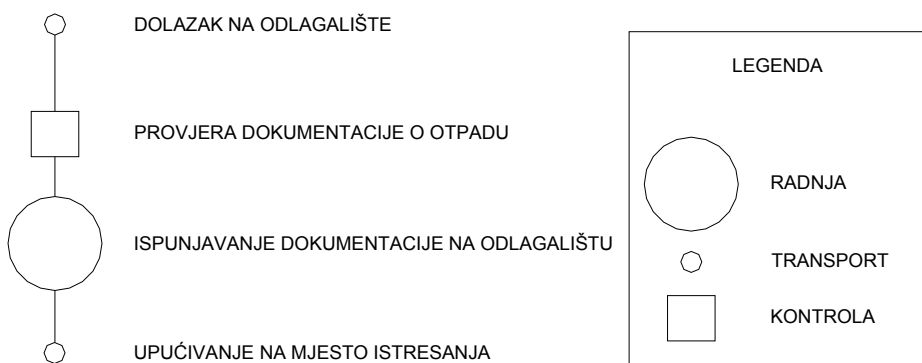 DOLAZAK NA ODLAGALIŠTE
PROVJERA DOKUMENTACIJE O OTPADU
ISPUNJAVANJE DOKUMENTACIJE NA ODLAGALIŠTU
UPUĆIVANJE NA MJESTO ISTRESANJA
LEGENDA
RADNJA
TRANSPORT
KONTROLA